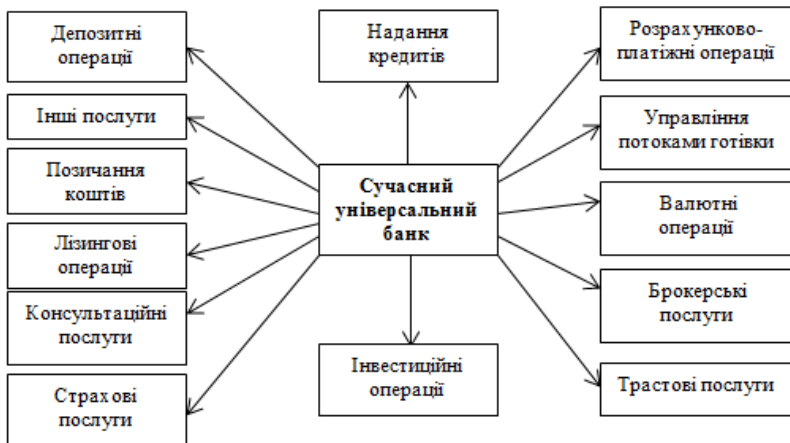 Депозитні
операції
Інші послуги
Позичання
коштів
Лізингові
операції
Консультаційні
послуги
Страхові
послуги
Надання
кредитів
Сучасний
універсальний
банк
Інвестиційні
операції
Розрахунково-
платіжні операції
Управління
потоками готівки
Валютні
операції
Брокерські
послуги
Трастові послуги